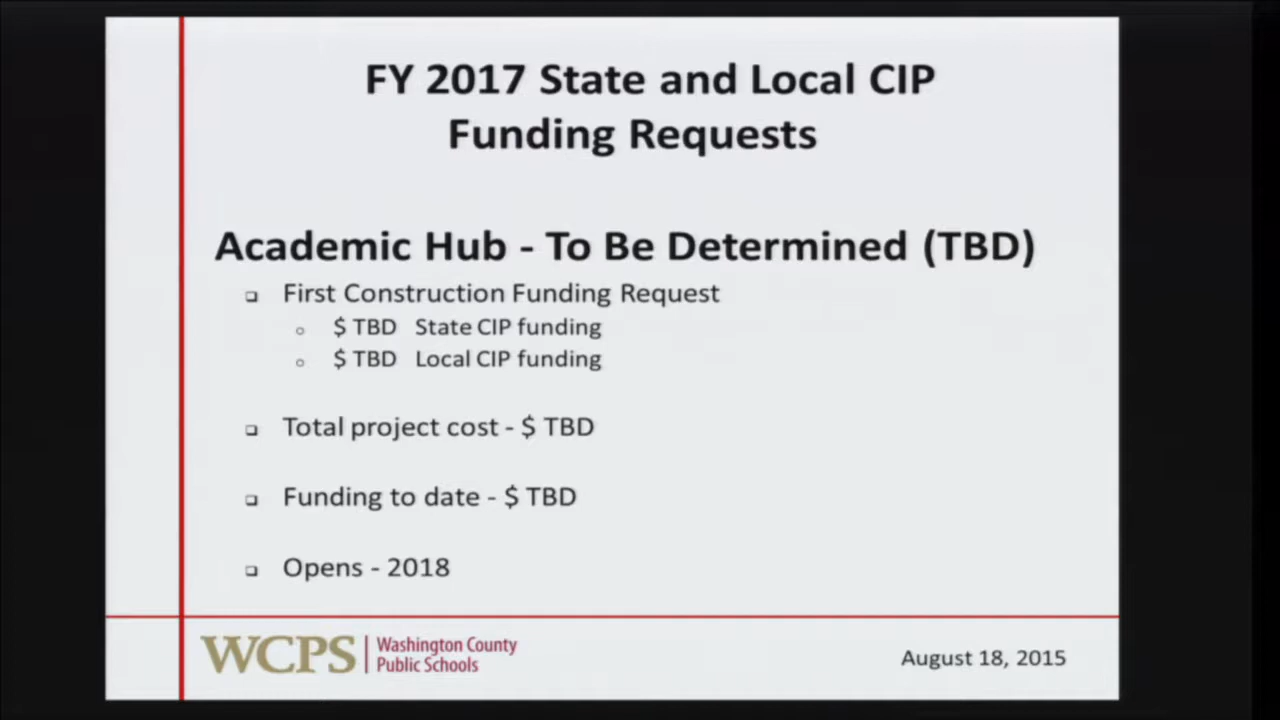 FY 2017 State and Local CIP
Funding Requests
Academic Hub - To Be Determined (TBD)
First Construction Funding Request
$ TBD State CIP funding
$ TBD Local CIP funding
Total project cost - $ TBD
Funding to date - $ TBD
Opens - 2018
WCPS Washington County
Public Schools
August 18, 2015